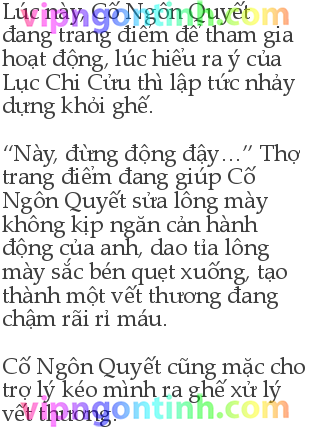 Lúc này, Cố Ngôn Quyết
đang trang điểm để tham gia
hoạt động, lúc hiểu ra ý của
Lục Chi Cửu thì lập tức nhảy
dựng khỏi ghế.
“Này, đừng động đậy…” Thợ
trang điểm đang giúp Cố
Ngôn Quyết sửa lông mày
không kịp ngăn cản hành
động của anh, dao tỉa lông
mày sắc bén quẹt xuống, tạo
thành một vết thương đang
chậm rãi rỉ máu.
Cố Ngôn Quyết cũng mặc cho
trợ lý kéo mình ra ghế xử lý
vết thương.
vipngontinh.com
vipngontinh.com